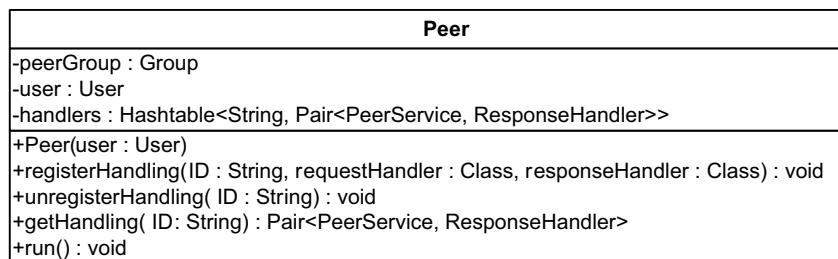 Peer
-peerGroup : Group
-user : User
-handlers : Hashtable<String, Pair<PeerService, ResponseHandler>>
+Peer(user : User)
+registerHandling(ID : String, requestHandler : Class, responseHandler : Class) : void
+unregisterHandling( ID : String) : void
+getHandling( ID: String) : Pair<PeerService, ResponseHandler>
+run() : void